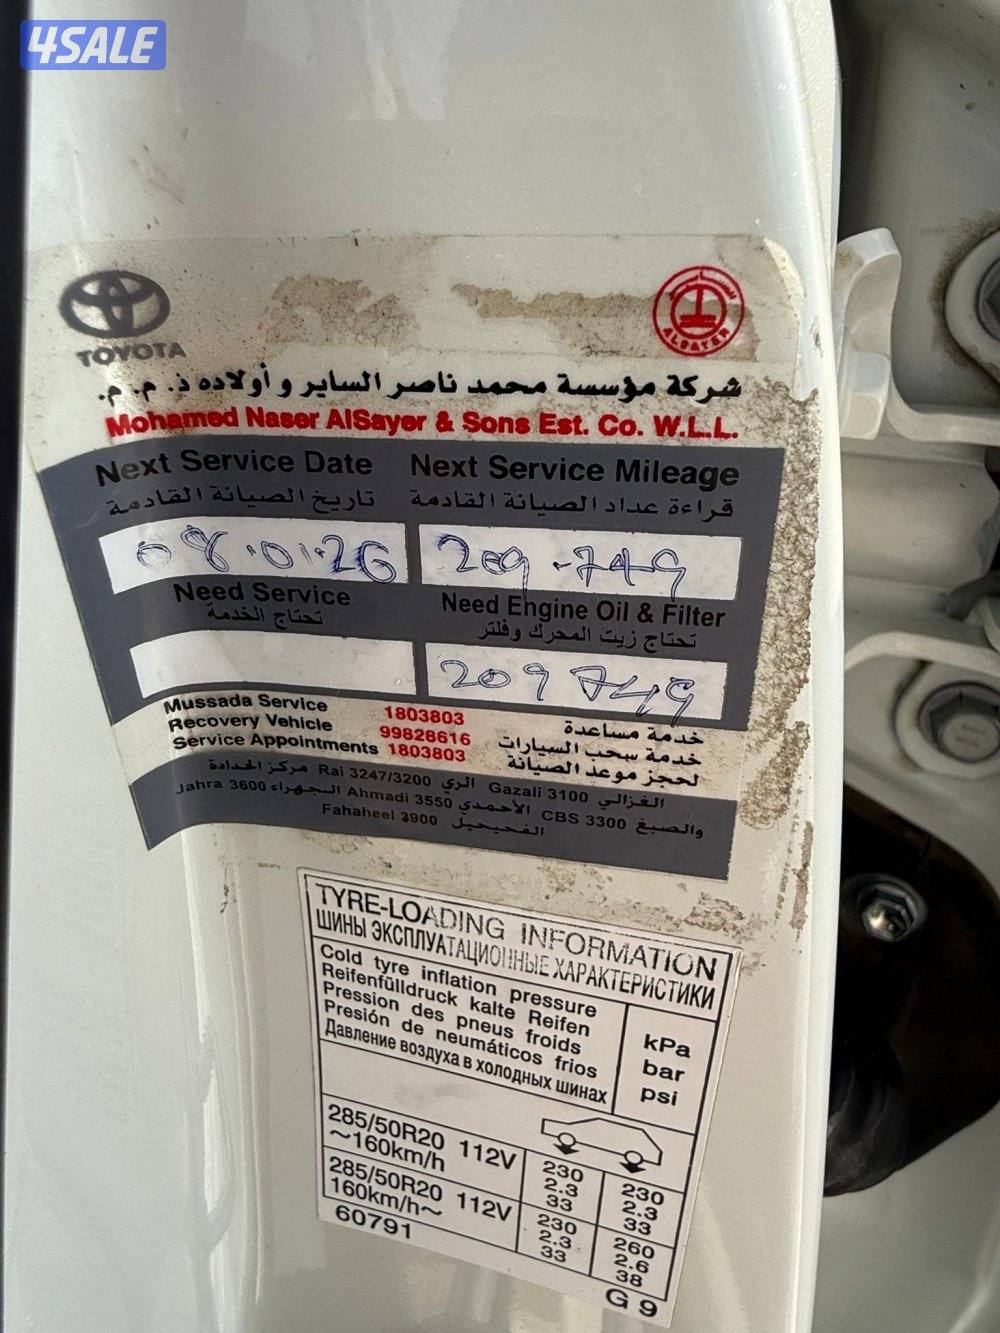 4SALE
TOYOTA
ALSAYER
شركة مؤسسة محمد ناصر الساير و أولاده ذ. م. م.
Mohamed Naser AlSayer & Sons Est. Co. W.L.L.
Next Service Date
تاريخ الصيانة القادمة
08.01.26
Next Service Mileage
قراءة عداد الصيانة القادمة
209.749
Need Service
تحتاج الخدمة
Need Engine Oil & Filter
تحتاج زيت المحرك وفلتر
209749
Mussada Service 1803803 خدمة مساعدة
Recovery Vehicle 99828616 خدمة سحب السيارات
Service Appointments 1803803 لحجز موعد الصيانة
الغزالي Gazali 3100 الري Rai 3247/3200 مركز الحدادة
والصبغ CBS 3300 الأحمدي Ahmadi 3550 الجهراء Jahra 3600
الفحيحيل Fahaheel 3900
TYRE-LOADING INFORMATION
ШИНЫ ЭКСПЛУАТАЦИОННЫЕ ХАРАКТЕРИСТИКИ
Cold tyre inflation pressure
Reifenfülldruck kalte Reifen
Pression des pneus froids
Presión de neumáticos frios
Давление воздуха в холодных шинах
kPa
bar
psi
285/50R20 112V
~160km/h
230
2.3
33
230
2.3
33
285/50R20 112V
160km/h~
230
2.3
33
260
2.6
38
60791
G 9